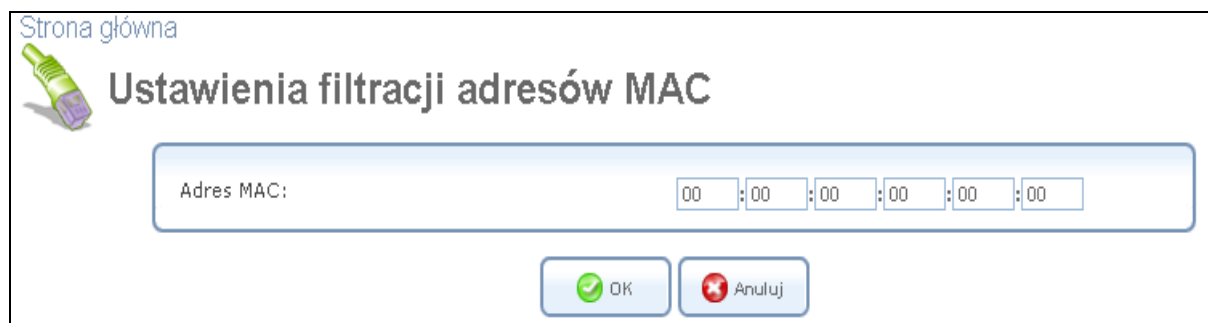 Strona główna
Ustawienia filtracji adresów MAC
Adres MAC: 00 : 00 : 00 : 00 : 00 : 00
OK Anuluj